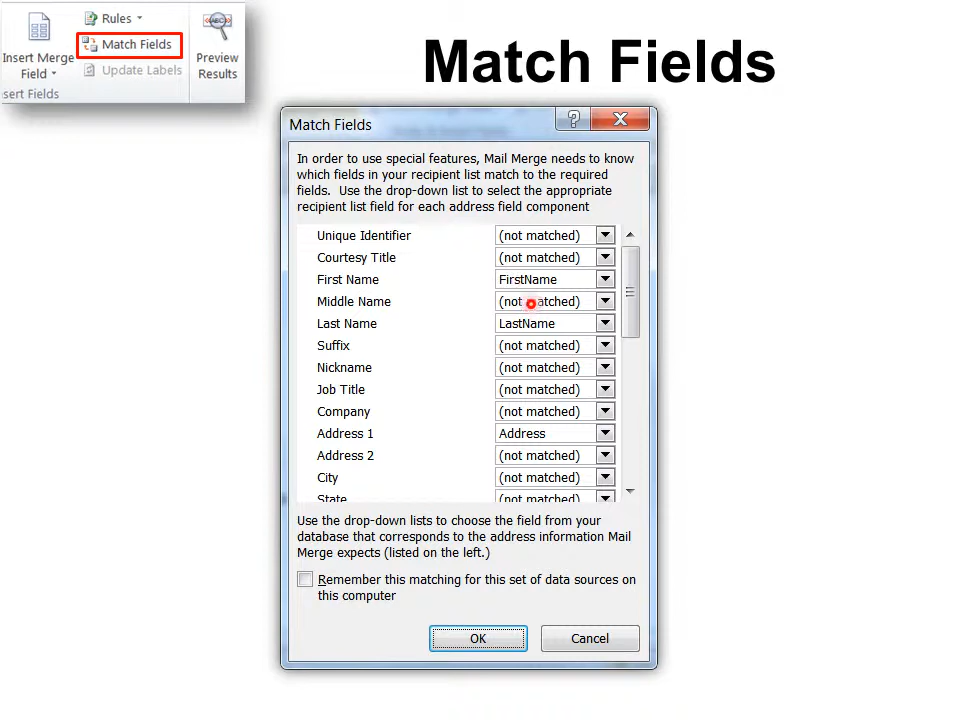 Rules
Match Fields
Update Labels
Insert Merge
Field
sert Fields
ABC
Preview
Results
Match Fields
Match Fields
?
X
In order to use special features, Mail Merge needs to know
which fields in your recipient list match to the required
fields. Use the drop-down list to select the appropriate
recipient list field for each address field component
Unique Identifier (not matched)
Courtesy Title (not matched)
First Name FirstName
Middle Name (not matched)
Last Name LastName
Suffix (not matched)
Nickname (not matched)
Job Title (not matched)
Company (not matched)
Address 1 Address
Address 2 (not matched)
City (not matched)
State (not matched)
Use the drop-down lists to choose the field from your
database that corresponds to the address information Mail
Merge expects (listed on the left.)
Remember this matching for this set of data sources on
this computer
OK Cancel